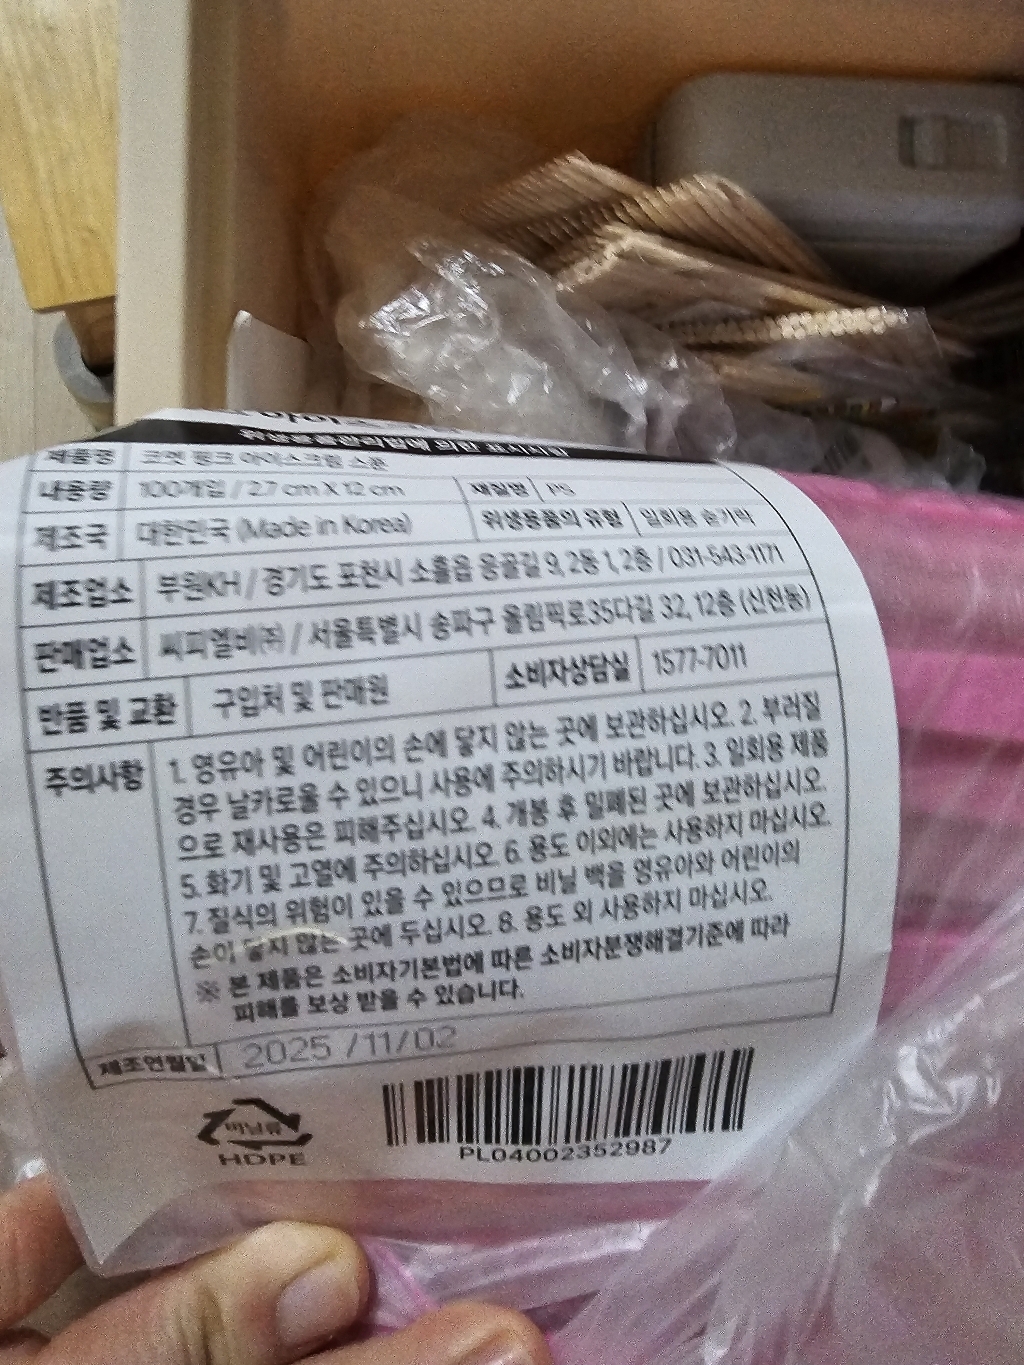 위생용품관리법에 의한 표시사항
제품명 코멧 핑크 아이스크림 스푼
내용량 100개입 / 2.7 cm X 12 cm 재질명 PS
제조국 대한민국 (Made in Korea) 위생용품의 유형 일회용 숟가락
제조업소 부원KH / 경기도 포천시 소흘읍 옹골길 9, 2동 1, 2층 / 031-543-1171
판매업소 씨피엘비㈜ / 서울특별시 송파구 올림픽로35다길 32, 12층 (신천동)
반품 및 교환 구입처 및 판매원 소비자상담실 1577-7011
주의사항 1. 영유아 및 어린이의 손에 닿지 않는 곳에 보관하십시오. 2. 부러질
경우 날카로울 수 있으니 사용에 주의하시기 바랍니다. 3. 일회용 제품
으로 재사용은 피해주십시오. 4. 개봉 후 밀폐된 곳에 보관하십시오.
5. 화기 및 고열에 주의하십시오. 6. 용도 이외에는 사용하지 마십시오.
7. 질식의 위험이 있을 수 있으므로 비닐 백을 영유아와 어린이의
손이 닿지 않는 곳에 두십시오. 8. 용도 외 사용하지 마십시오.
※ 본 제품은 소비자기본법에 따른 소비자분쟁해결기준에 따라
피해를 보상 받을 수 있습니다.
제조연월일 2025 /11/02
비닐류
HDPE
PL04002352987